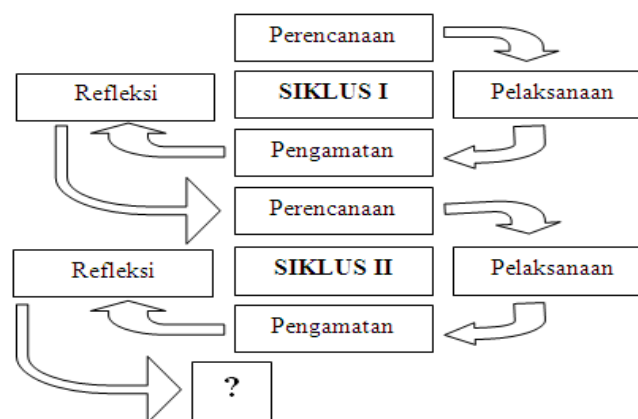 Perencanaan
Refleksi
SIKLUS I
Pelaksanaan
Pengamatan
Perencanaan
Refleksi
SIKLUS II
Pelaksanaan
Pengamatan
?